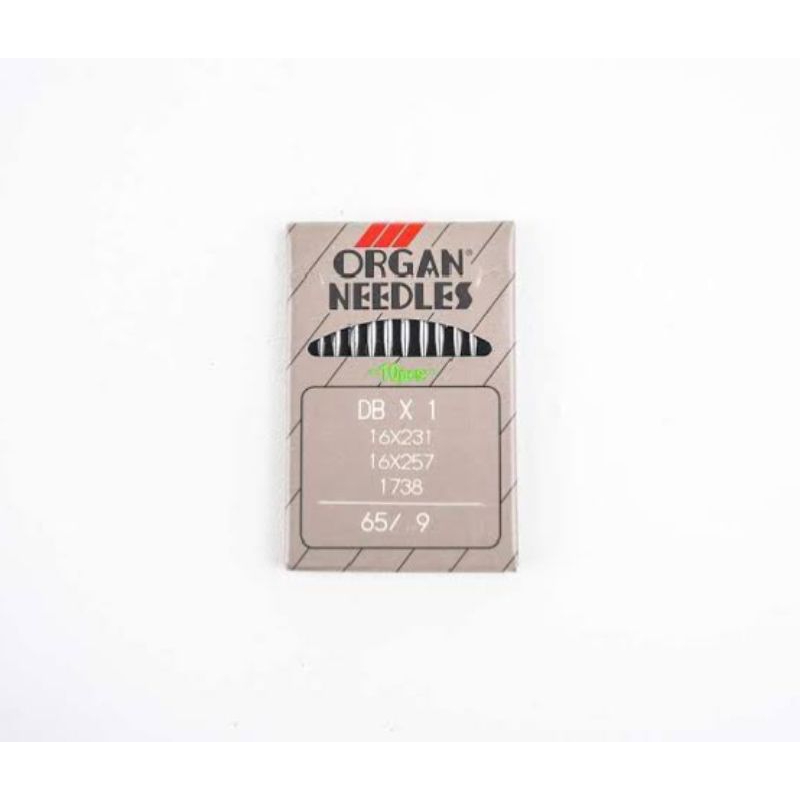 ORGAN®
NEEDLES
10pcs
DB X 1
16X231
16X257
1738
65/ 9